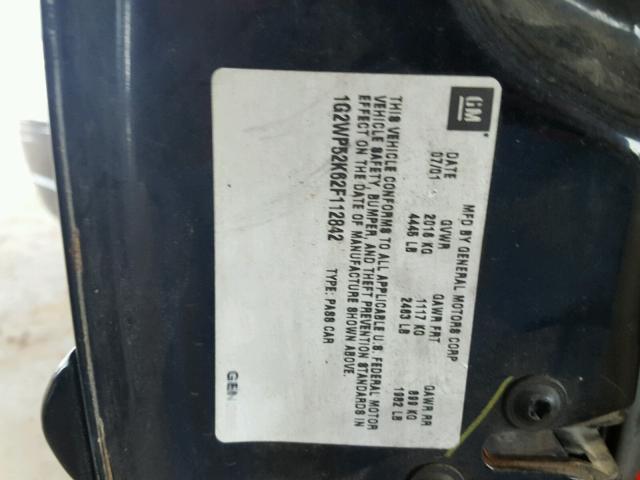 GM
MFD BY GENERAL MOTORS CORP
DATE GVWR GAWR FRT GAWR RR
07/01 2016 KG 1117 KG 899 KG
4445 LB 2463 LB 1982 LB
THIS VEHICLE CONFORMS TO ALL APPLICABLE U.S. FEDERAL MOTOR
VEHICLE SAFETY, BUMPER, AND THEFT PREVENTION STANDARDS IN
EFFECT ON THE DATE OF MANUFACTURE SHOWN ABOVE.
1G2WP52K62F112842 TYPE: PASS CAR
GEN